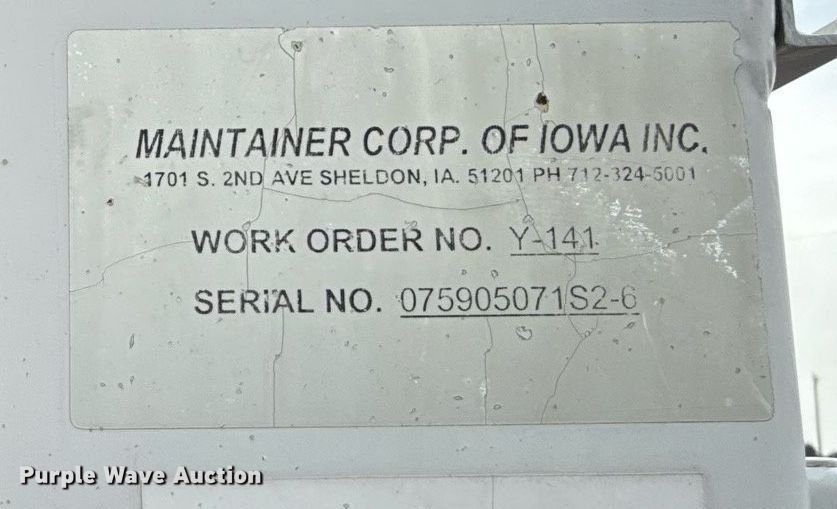 MAINTAINER CORP. OF IOWA INC.
1701 S. 2ND AVE SHELDON, IA. 51201 PH 712-324-5001
WORK ORDER NO. Y-141
SERIAL NO. 075905071S2-6
Purple Wave Auction